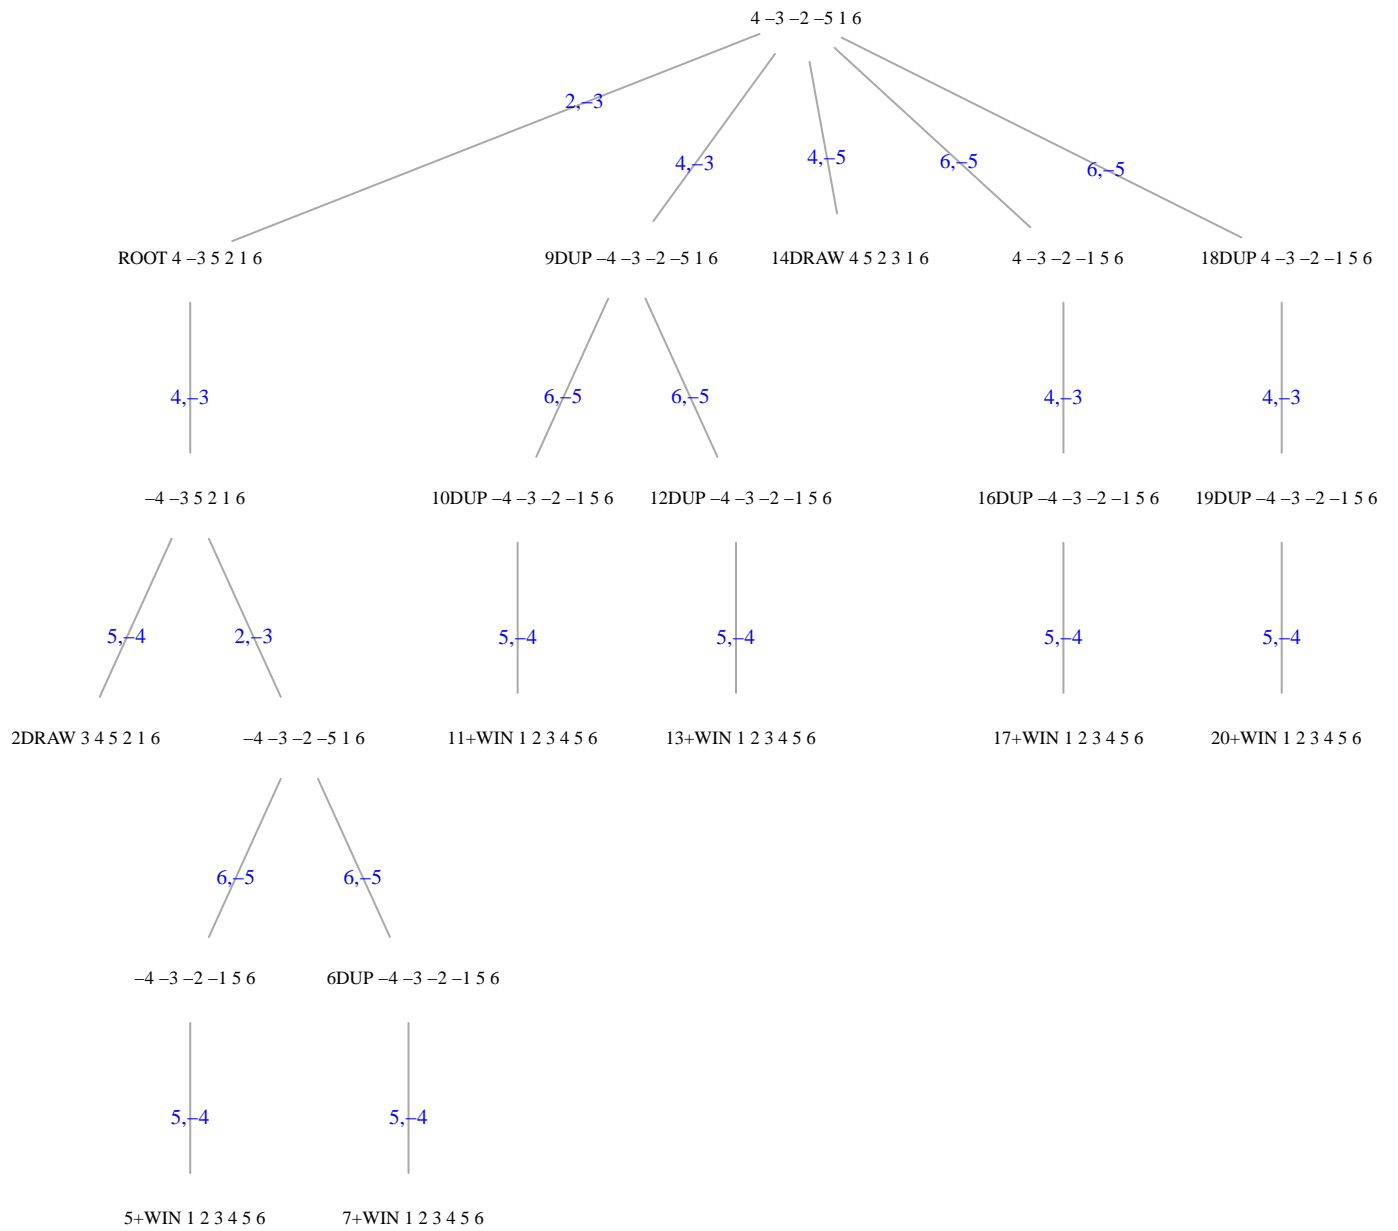 4 –3 –2 –5 1 6
2,–3
4,–3
4,–5
6,–5
6,–5
ROOT 4 –3 5 2 1 6
9DUP –4 –3 –2 –5 1 6
14DRAW 4 5 2 3 1 6
4 –3 –2 –1 5 6
18DUP 4 –3 –2 –1 5 6
4,–3
6,–5
6,–5
4,–3
4,–3
–4 –3 5 2 1 6
10DUP –4 –3 –2 –1 5 6
12DUP –4 –3 –2 –1 5 6
16DUP –4 –3 –2 –1 5 6
19DUP –4 –3 –2 –1 5 6
5,–4
2,–3
5,–4
5,–4
5,–4
5,–4
2DRAW 3 4 5 2 1 6
–4 –3 –2 –5 1 6
11+WIN 1 2 3 4 5 6
13+WIN 1 2 3 4 5 6
17+WIN 1 2 3 4 5 6
20+WIN 1 2 3 4 5 6
6,–5
6,–5
–4 –3 –2 –1 5 6
6DUP –4 –3 –2 –1 5 6
5,–4
5,–4
5+WIN 1 2 3 4 5 6
7+WIN 1 2 3 4 5 6